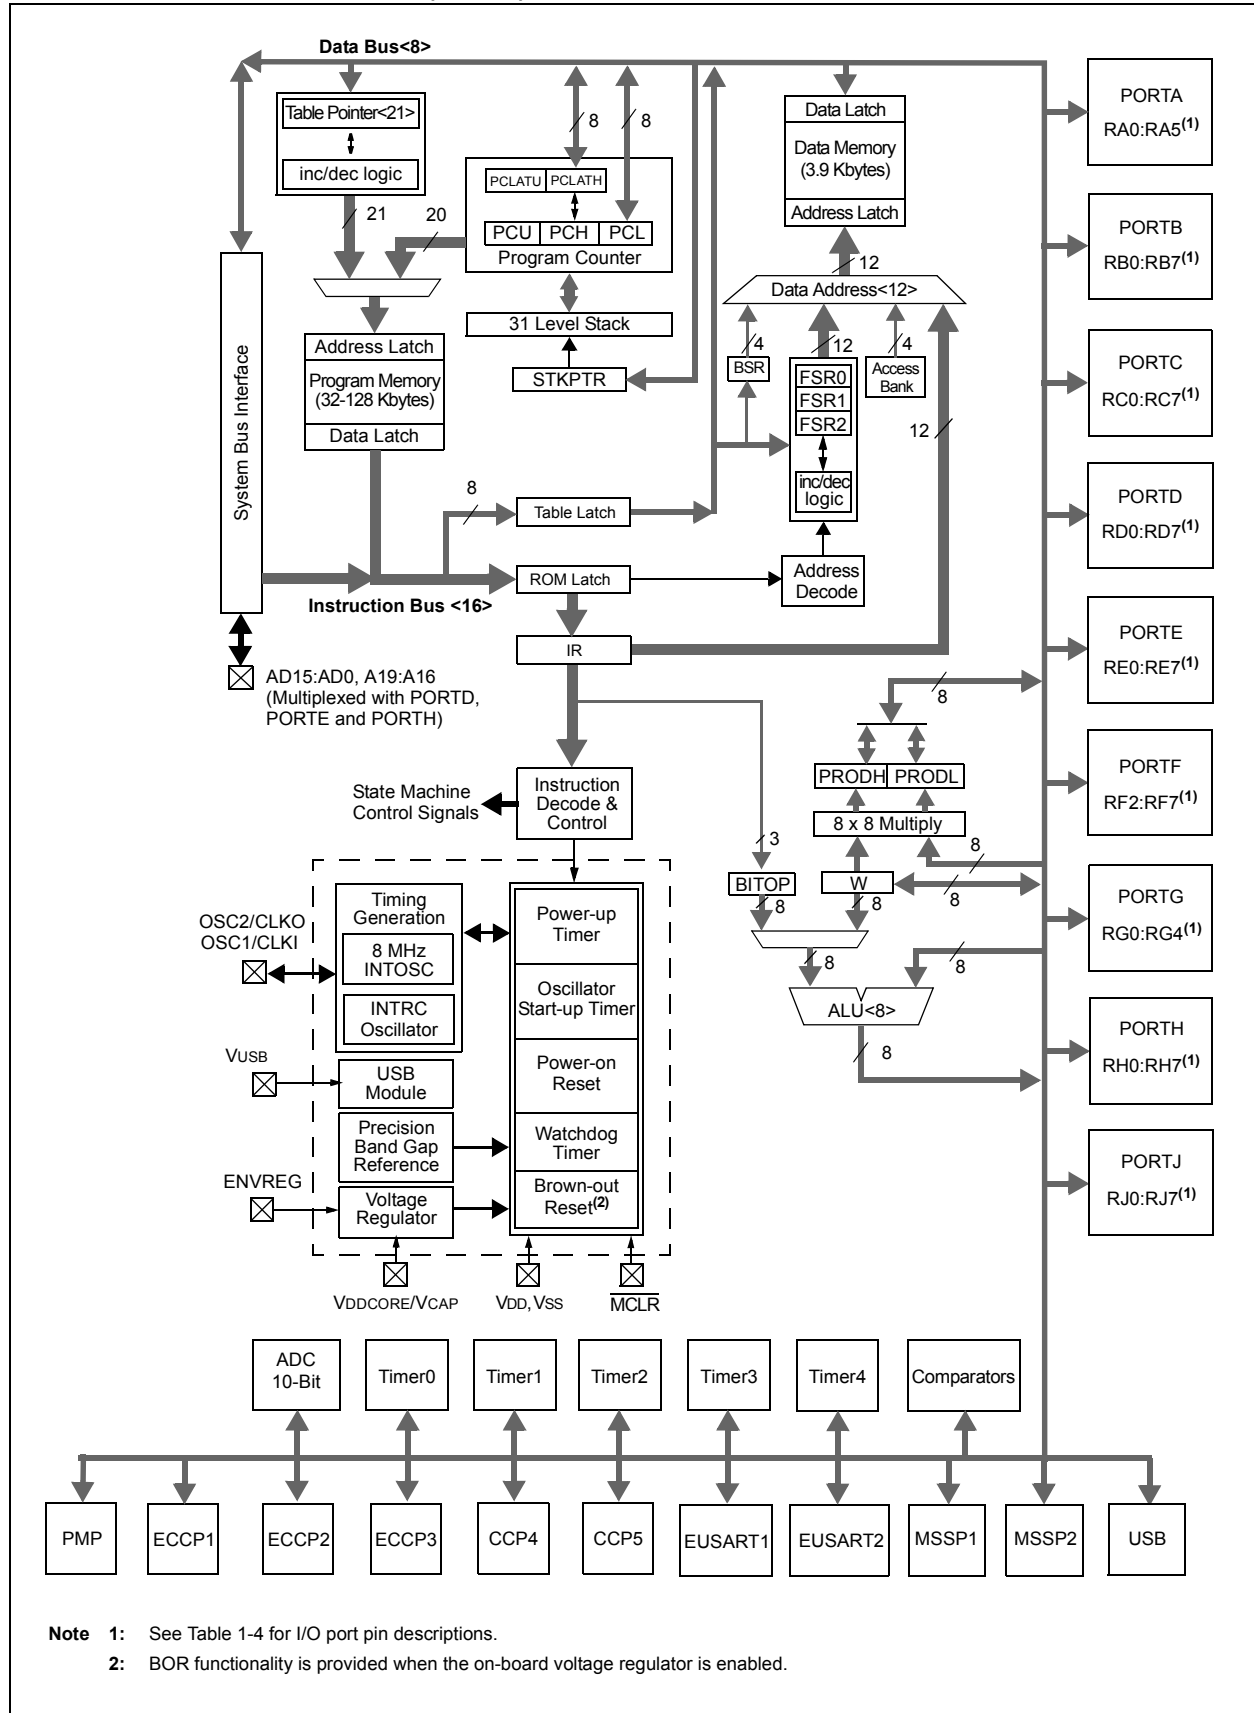 Data Bus<8>
Table Pointer<21>
inc/dec logic
21
20
8
8
PCLATU
PCLATH
PCU
PCH
PCL
Program Counter
31 Level Stack
STKPTR
Data Latch
Data Memory
(3.9 Kbytes)
Address Latch
12
Data Address<12>
4
12
4
BSR
FSR0
FSR1
FSR2
inc/dec
logic
Access
Bank
12
Address
Decode
System Bus Interface
Address Latch
Program Memory
(32-128 Kbytes)
Data Latch
8
Table Latch
ROM Latch
Instruction Bus <16>
IR
AD15:AD0, A19:A16
(Multiplexed with PORTD,
PORTE and PORTH)
State Machine
Control Signals
Instruction
Decode &
Control
8
PRODH
PRODL
8 x 8 Multiply
3
8
BITOP
W
8
8
8
8
8
ALU<8>
8
OSC2/CLKO
OSC1/CLKI
Timing
Generation
8 MHz
INTOSC
INTRC
Oscillator
VUSB
USB
Module
Precision
Band Gap
Reference
ENVREG
Voltage
Regulator
Power-up
Timer
Oscillator
Start-up Timer
Power-on
Reset
Watchdog
Timer
Brown-out
Reset(2)
VDDCORE/VCAP
VDD, VSS
MCLR
PORTA
RA0:RA5(1)
PORTB
RB0:RB7(1)
PORTC
RC0:RC7(1)
PORTD
RD0:RD7(1)
PORTE
RE0:RE7(1)
PORTF
RF2:RF7(1)
PORTG
RG0:RG4(1)
PORTH
RH0:RH7(1)
PORTJ
RJ0:RJ7(1)
ADC
10-Bit
Timer0
Timer1
Timer2
Timer3
Timer4
Comparators
PMP
ECCP1
ECCP2
ECCP3
CCP4
CCP5
EUSART1
EUSART2
MSSP1
MSSP2
USB
Note 1: See Table 1-4 for I/O port pin descriptions.
2: BOR functionality is provided when the on-board voltage regulator is enabled.